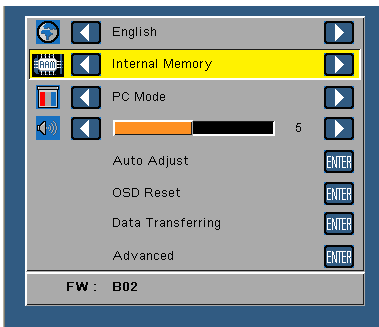 English
RAM Internal Memory
PC Mode
5
Auto Adjust ENTER
OSD Reset ENTER
Data Transferring ENTER
Advanced ENTER
FW : B02